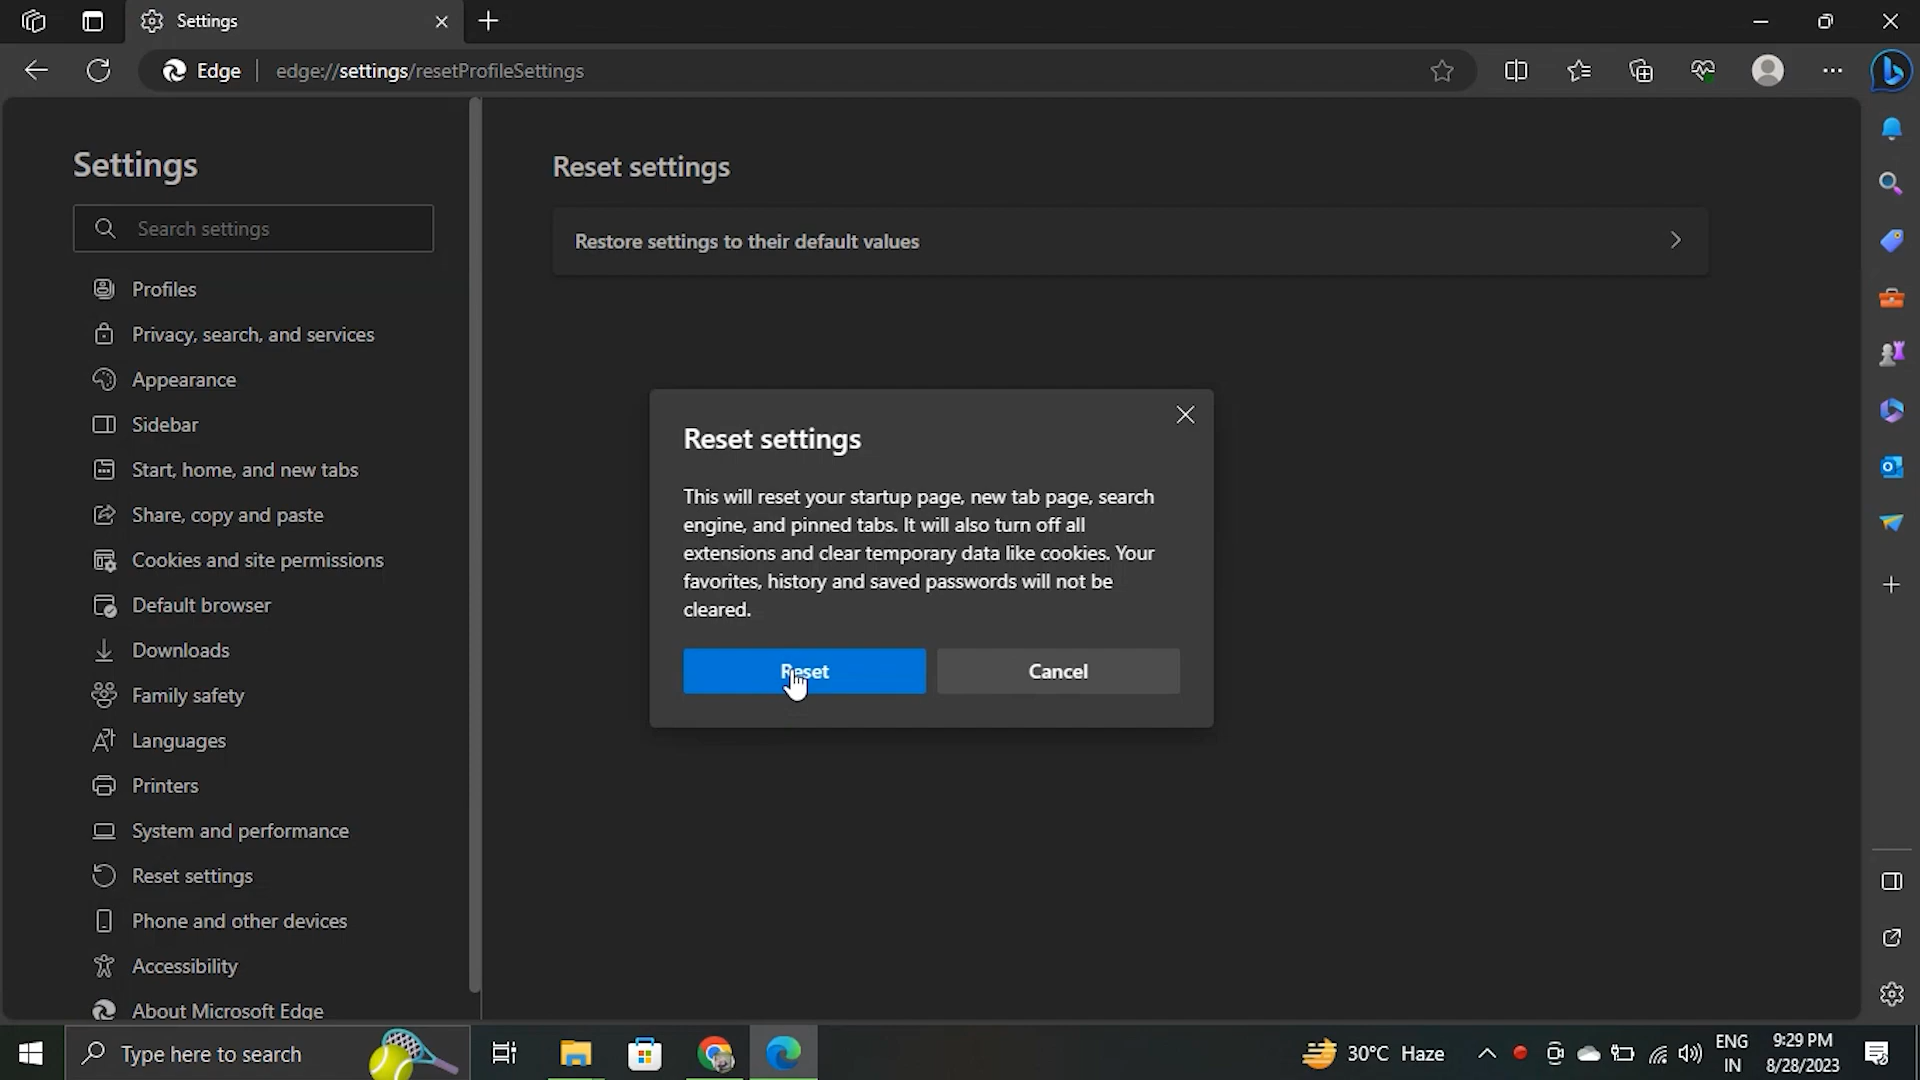 Settings
Edge
edge://settings/resetProfileSettings
Settings
Search settings
Profiles
Privacy, search, and services
Appearance
Sidebar
Start, home, and new tabs
Share, copy and paste
Cookies and site permissions
Default browser
Downloads
Family safety
Languages
Printers
System and performance
Reset settings
Phone and other devices
Accessibility
About Microsoft Edge
Reset settings
Restore settings to their default values
Reset settings
This will reset your startup page, new tab page, search
engine, and pinned tabs. It will also turn off all
extensions and clear temporary data like cookies. Your
favorites, history and saved passwords will not be
cleared.
Reset
Cancel
Type here to search
30°C Haze
ENG
IN
9:29 PM
8/28/2023